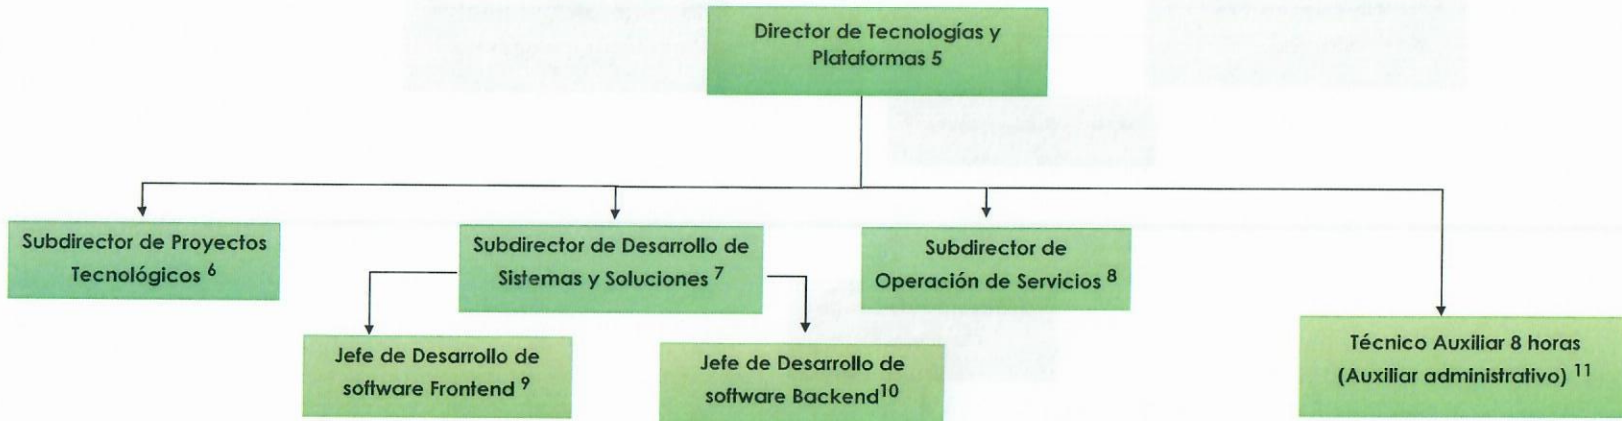 Director de Tecnologías y
Plataformas 5
Subdirector de Proyectos
Tecnológicos 6
Subdirector de Desarrollo de
Sistemas y Soluciones 7
Subdirector de
Operación de Servicios 8
Jefe de Desarrollo de
software Frontend 9
Jefe de Desarrollo de
software Backend10
Técnico Auxiliar 8 horas
(Auxiliar administrativo) 11